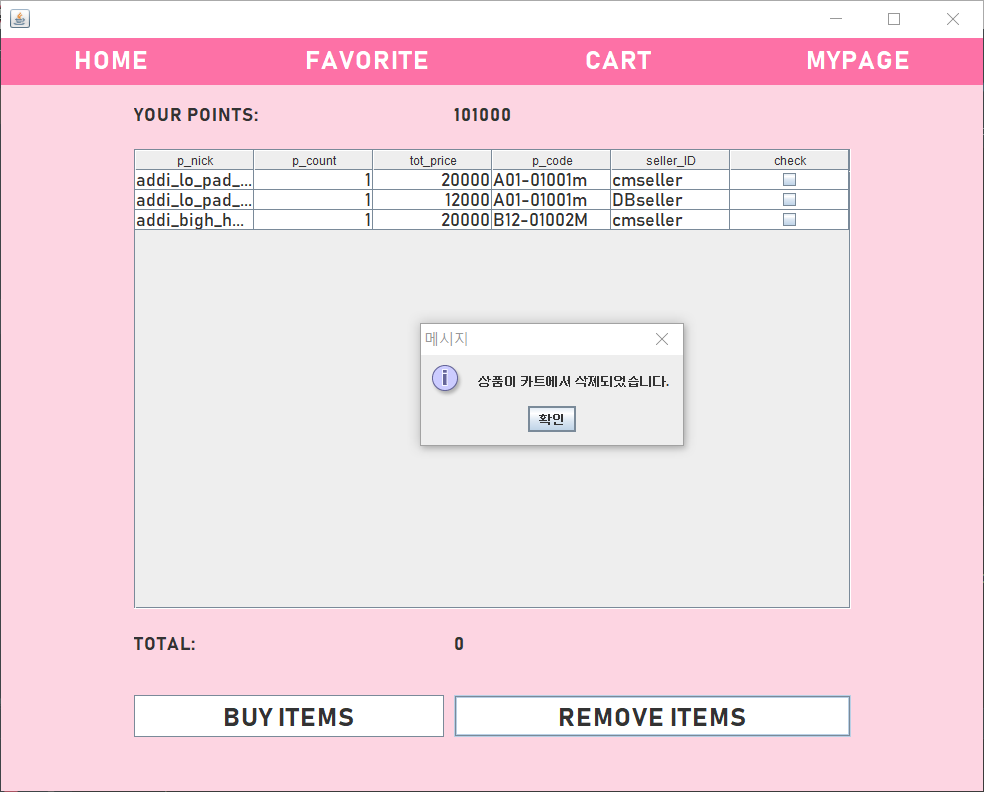 HOME FAVORITE CART MYPAGE
YOUR POINTS: 101000
p_nick p_count tot_price p_code seller_ID check
addi_lo_pad_... 1 20000 A01-01001m cmseller
addi_lo_pad_... 1 12000 A01-01001m DBseller
addi_bigh_h... 1 20000 B12-01002M cmseller
메시지
상품이 카트에서 삭제되었습니다.
확인
TOTAL: 0
BUY ITEMS REMOVE ITEMS